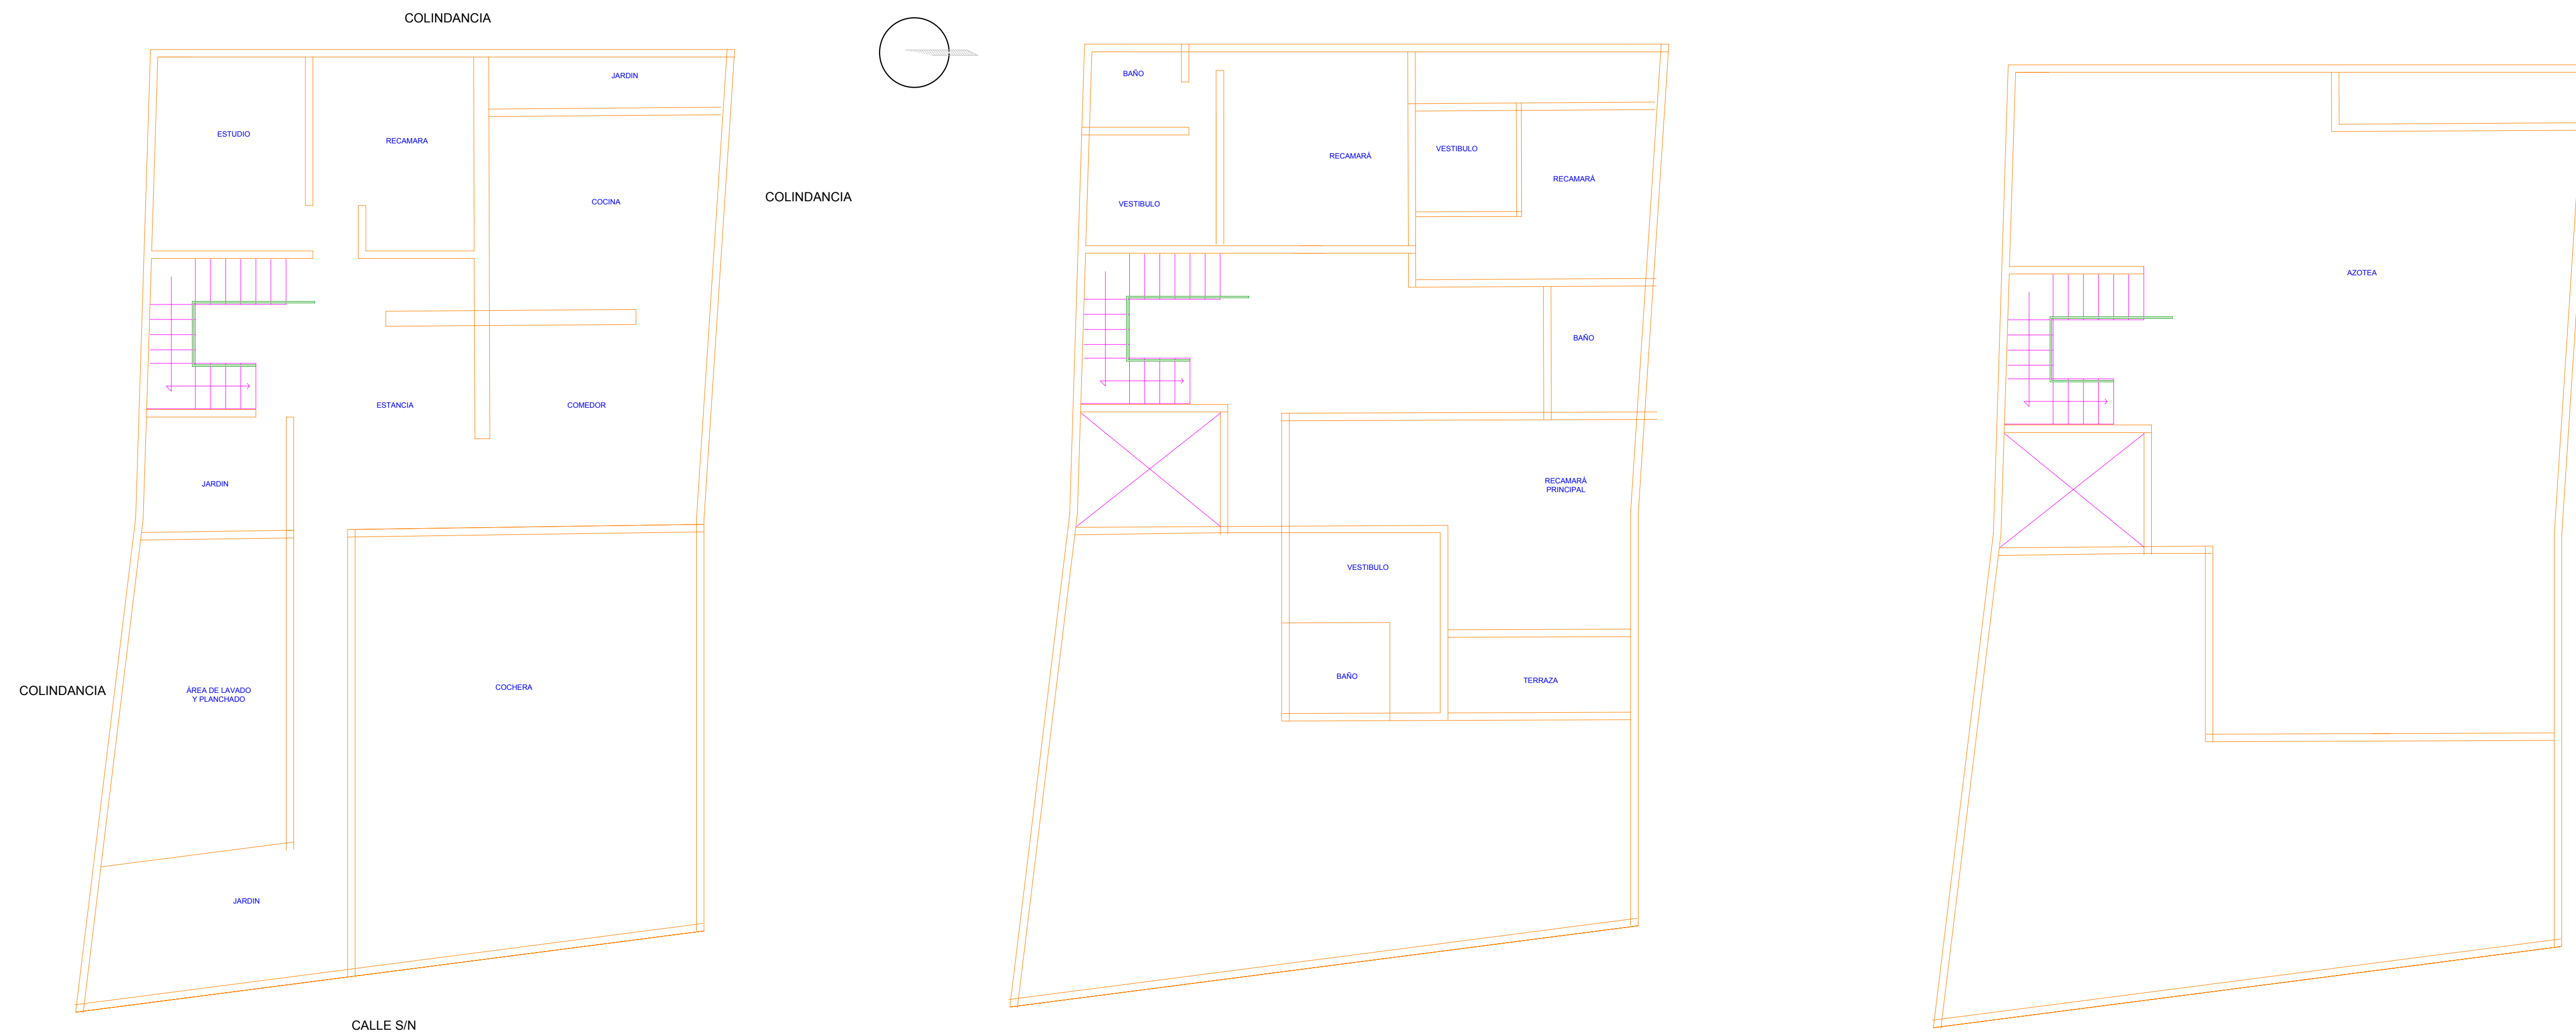 COLINDANCIA
JARDIN
ESTUDIO
RECAMARA
COCINA
COLINDANCIA
ESTANCIA
COMEDOR
JARDIN
COLINDANCIA
ÁREA DE LAVADO
Y PLANCHADO
COCHERA
JARDIN
CALLE S/N
BAÑO
VESTIBULO
RECAMARÁ
VESTIBULO
RECAMARÁ
BAÑO
RECAMARÁ
PRINCIPAL
VESTIBULO
BAÑO
TERRAZA
AZOTEA